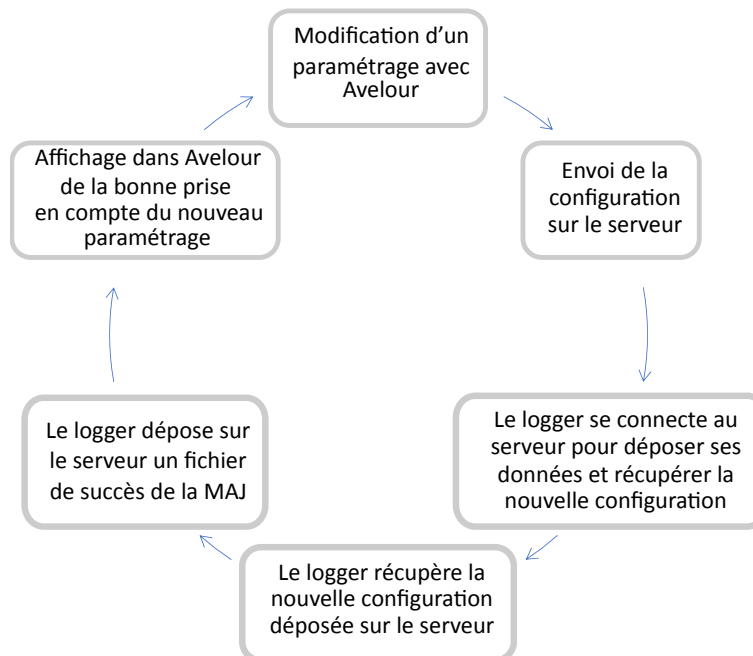 Modification d’un
paramétrage avec
Avelour
Envoi de la
configuration
sur le serveur
Le logger se connecte au
serveur pour déposer ses
données et récupérer la
nouvelle configuration
Le logger récupère la
nouvelle configuration
déposée sur le serveur
Le logger dépose sur
le serveur un fichier
de succès de la MAJ
Affichage dans Avelour
de la bonne prise
en compte du nouveau
paramétrage